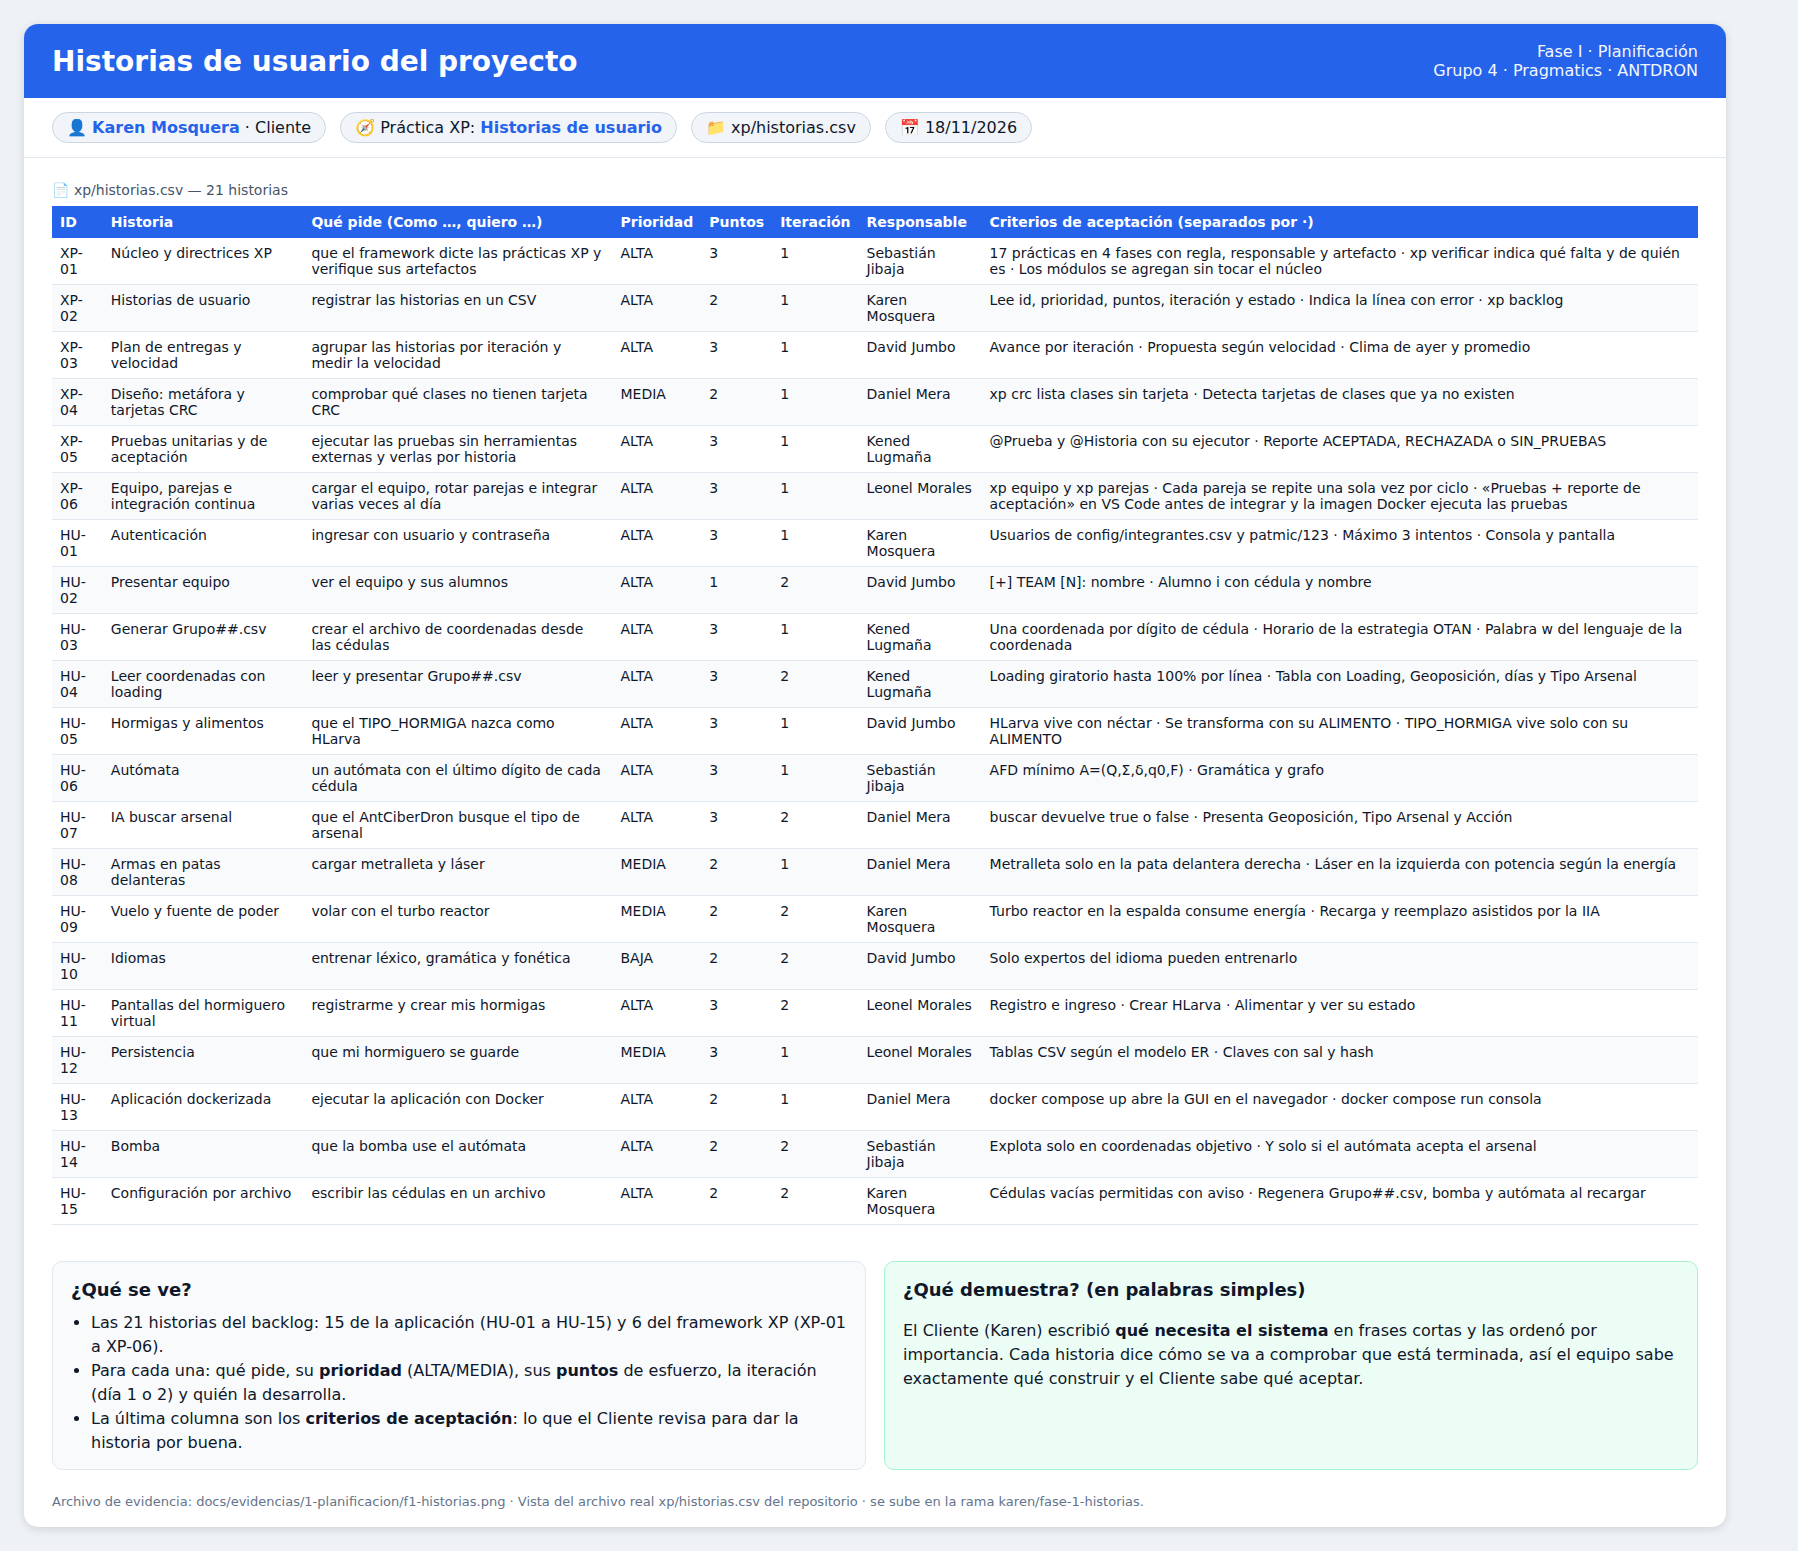 Historias de usuario del proyecto
Fase I · Planificación
Grupo 4 · Pragmatics · ANTDRON
Karen Mosquera · Cliente
Práctica XP: Historias de usuario
xp/historias.csv
18/11/2026
xp/historias.csv — 21 historias
ID Historia Qué pide (Como ..., quiero ...) Prioridad Puntos Iteración Responsable Criterios de aceptación (separados por ·)
XP- Núcleo y directrices XP que el framework dicte las prácticas XP y ALTA 3 1 Sebastián 17 prácticas en 4 fases con regla, responsable y artefacto · xp verificar indica qué falta y de quién
01 verifique sus artefactos Jibaja es · Los módulos se agregan sin tocar el núcleo
XP- Historias de usuario registrar las historias en un CSV ALTA 2 1 Karen Lee id, prioridad, puntos, iteración y estado · Indica la línea con error · xp backlog
02 Mosquera
XP- Plan de entregas y agrupar las historias por iteración y ALTA 3 1 David Jumbo Avance por iteración · Propuesta según velocidad · Clima de ayer y promedio
03 velocidad medir la velocidad
XP- Diseño: metáfora y comprobar qué clases no tienen tarjeta MEDIA 2 1 Daniel Mera xp crc lista clases sin tarjeta · Detecta tarjetas de clases que ya no existen
04 tarjetas CRC CRC
XP- Pruebas unitarias y de ejecutar las pruebas sin herramientas ALTA 3 1 Kened @Prueba y @Historia con su ejecutor · Reporte ACEPTADA, RECHAZADA o SIN_PRUEBAS
05 aceptación externas y verlas por historia Lugmaña
XP- Equipo, parejas e cargar el equipo, rotar parejas e integrar ALTA 3 1 Leonel Morales xp equipo y xp parejas · Cada pareja se repite una sola vez por ciclo · «Pruebas + reporte de
06 integración continua varias veces al día aceptación» en VS Code antes de integrar y la imagen Docker ejecuta las pruebas
HU- Autenticación ingresar con usuario y contraseña ALTA 3 1 Karen Usuarios de config/integrantes.csv y patmic/123 · Máximo 3 intentos · Consola y pantalla
01 Mosquera
HU- Presentar equipo ver el equipo y sus alumnos ALTA 1 2 David Jumbo [+] TEAM [N]: nombre · Alumno i con cédula y nombre
02
HU- Generar Grupo##.csv crear el archivo de coordenadas desde ALTA 3 1 Kened Una coordenada por dígito de cédula · Horario de la estrategia OTAN · Palabra w del lenguaje de la
03 las cédulas Lugmaña coordenada
HU- Leer coordenadas con leer y presentar Grupo##.csv ALTA 3 2 Kened Loading giratorio hasta 100% por línea · Tabla con Loading, Geoposición, días y Tipo Arsenal
04 loading Lugmaña
HU- Hormigas y alimentos que el TIPO_HORMIGA nazca como ALTA 3 1 David Jumbo HLarva vive con néctar · Se transforma con su ALIMENTO · TIPO_HORMIGA vive solo con su
05 HLarva ALIMENTO
HU- Autómata un autómata con el último dígito de cada ALTA 3 1 Sebastián AFD mínimo A=(Q,Σ,δ,q0,F) · Gramática y grafo
06 cédula Jibaja
HU- IA buscar arsenal que el AntCiberDron busque el tipo de ALTA 3 2 Daniel Mera buscar devuelve true o false · Presenta Geoposición, Tipo Arsenal y Acción
07 arsenal
HU- Armas en patas cargar metralleta y láser MEDIA 2 1 Daniel Mera Metralleta solo en la pata delantera derecha · Láser en la izquierda con potencia según la energía
08 delanteras
HU- Vuelo y fuente de poder volar con el turbo reactor MEDIA 2 2 Karen Turbo reactor en la espalda consume energía · Recarga y reemplazo asistidos por la IIA
09 Mosquera
HU- Idiomas entrenar léxico, gramática y fonética BAJA 2 2 David Jumbo Solo expertos del idioma pueden entrenarlo
10
HU- Pantallas del hormiguero registrarme y crear mis hormigas ALTA 3 2 Leonel Morales Registro e ingreso · Crear HLarva · Alimentar y ver su estado
11 virtual
HU- Persistencia que mi hormiguero se guarde MEDIA 3 1 Leonel Morales Tablas CSV según el modelo ER · Claves con sal y hash
12
HU- Aplicación dockerizada ejecutar la aplicación con Docker ALTA 2 1 Daniel Mera docker compose up abre la GUI en el navegador · docker compose run consola
13
HU- Bomba que la bomba use el autómata ALTA 2 2 Sebastián Explota solo en coordenadas objetivo · Y solo si el autómata acepta el arsenal
14 Jibaja
HU- Configuración por archivo escribir las cédulas en un archivo ALTA 2 2 Karen Cédulas vacías permitidas con aviso · Regenera Grupo##.csv, bomba y autómata al recargar
15 Mosquera
¿Qué se ve?
• Las 21 historias del backlog: 15 de la aplicación (HU-01 a HU-15) y 6 del framework XP (XP-01
a XP-06).
• Para cada una: qué pide, su prioridad (ALTA/MEDIA), sus puntos de esfuerzo, la iteración
(día 1 o 2) y quién la desarrolla.
• La última columna son los criterios de aceptación: lo que el Cliente revisa para dar la
historia por buena.
¿Qué demuestra? (en palabras simples)
El Cliente (Karen) escribió qué necesita el sistema en frases cortas y las ordenó por
importancia. Cada historia dice cómo se va a comprobar que está terminada, así el equipo sabe
exactamente qué construir y el Cliente sabe qué aceptar.
Archivo de evidencia: docs/evidencias/1-planificacion/f1-historias.png · Vista del archivo real xp/historias.csv del repositorio · se sube en la rama karen/fase-1-historias.